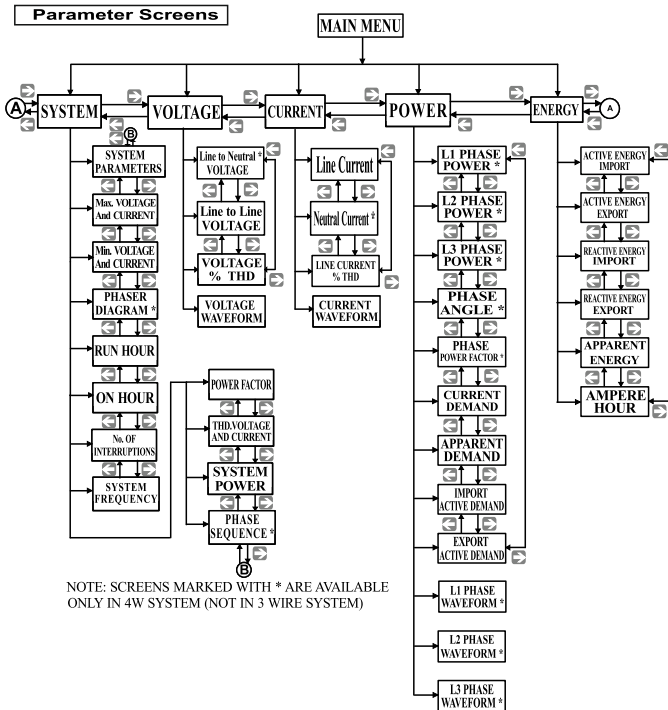 Parameter Screens
MAIN MENU
A
SYSTEM
VOLTAGE
CURRENT
POWER
ENERGY
A
B
SYSTEM
PARAMETERS
Max. VOLTAGE
And CURRENT
Min. VOLTAGE
And CURRENT
PHASER
DIAGRAM *
RUN HOUR
ON HOUR
No. OF
INTERRUPTIONS
SYSTEM
FREQUENCY
POWER FACTOR
THD.VOLTAGE
AND CURRENT
SYSTEM
POWER
PHASE
SEQUENCE *
B
Line to Neutral *
VOLTAGE
Line to Line
VOLTAGE
VOLTAGE
% THD
VOLTAGE
WAVEFORM
Line Current
Neutral Current *
LINE CURRENT
% THD
CURRENT
WAVEFORM
L1 PHASE
POWER *
L2 PHASE
POWER *
L3 PHASE
POWER *
PHASE
ANGLE *
PHASE
POWER FACTOR *
CURRENT
DEMAND
APPARENT
DEMAND
IMPORT
ACTIVE DEMAND
EXPORT
ACTIVE DEMAND
L1 PHASE
WAVEFORM *
L2 PHASE
WAVEFORM *
L3 PHASE
WAVEFORM *
ACTIVE ENERGY
IMPORT
ACTIVE ENERGY
EXPORT
REACTIVE ENERGY
IMPORT
REACTIVE ENERGY
EXPORT
APPARENT
ENERGY
AMPERE
HOUR
NOTE: SCREENS MARKED WITH * ARE AVAILABLE
ONLY IN 4W SYSTEM (NOT IN 3 WIRE SYSTEM)